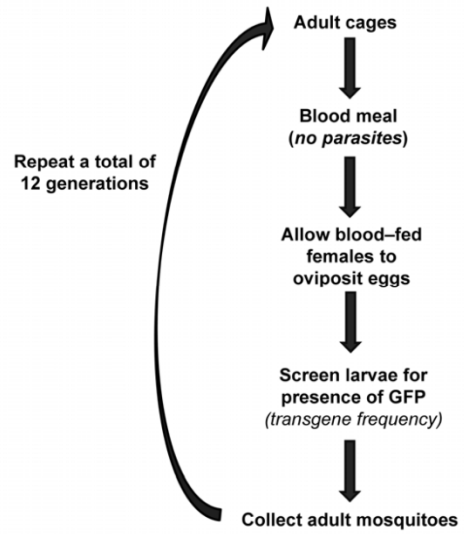 Adult cages
Blood meal
(no parasites)
Repeat a total of
12 generations
Allow blood–fed
females to
oviposit eggs
Screen larvae for
presence of GFP
(transgene frequency)
Collect adult mosquitoes